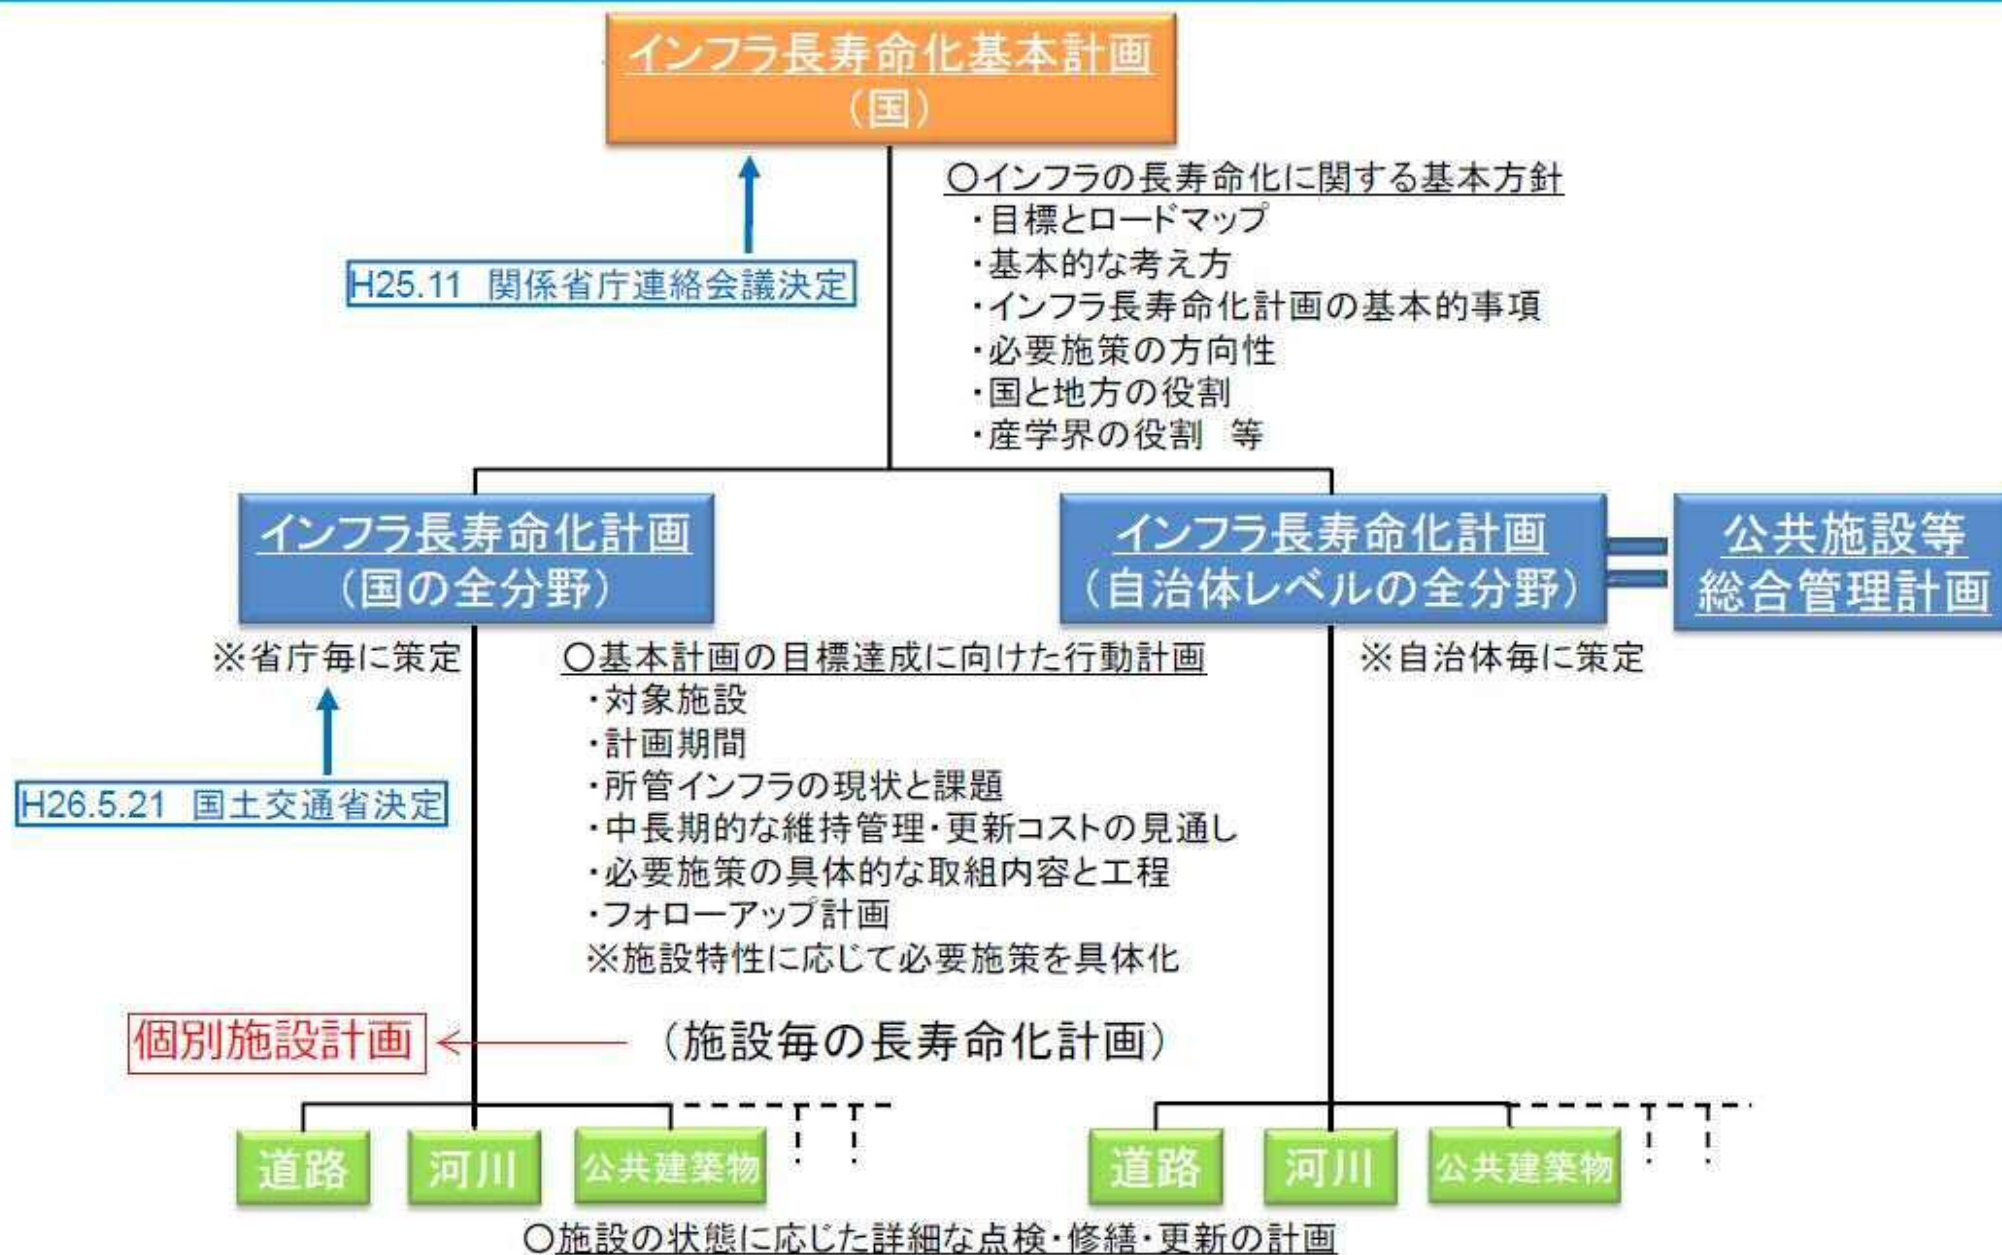 インフラ長寿命化基本計画
（国）
〇インフラの長寿命化に関する基本方針
・目標とロードマップ
・基本的な考え方
・インフラ長寿命化計画の基本的事項
・必要施策の方向性
・国と地方の役割
・産学界の役割　等
H25.11　関係省庁連絡会議決定
インフラ長寿命化計画
（国の全分野）
インフラ長寿命化計画
（自治体レベルの全分野）
公共施設等
総合管理計画
※省庁毎に策定
〇基本計画の目標達成に向けた行動計画
・対象施設
・計画期間
・所管インフラの現状と課題
・中長期的な維持管理・更新コストの見通し
・必要施策の具体的な取組内容と工程
・フォローアップ計画
※施設特性に応じて必要施策を具体化
※自治体毎に策定
H26.5.21　国土交通省決定
個別施設計画
（施設毎の長寿命化計画）
道路
河川
公共建築物
道路
河川
公共建築物
〇施設の状態に応じた詳細な点検・修繕・更新の計画